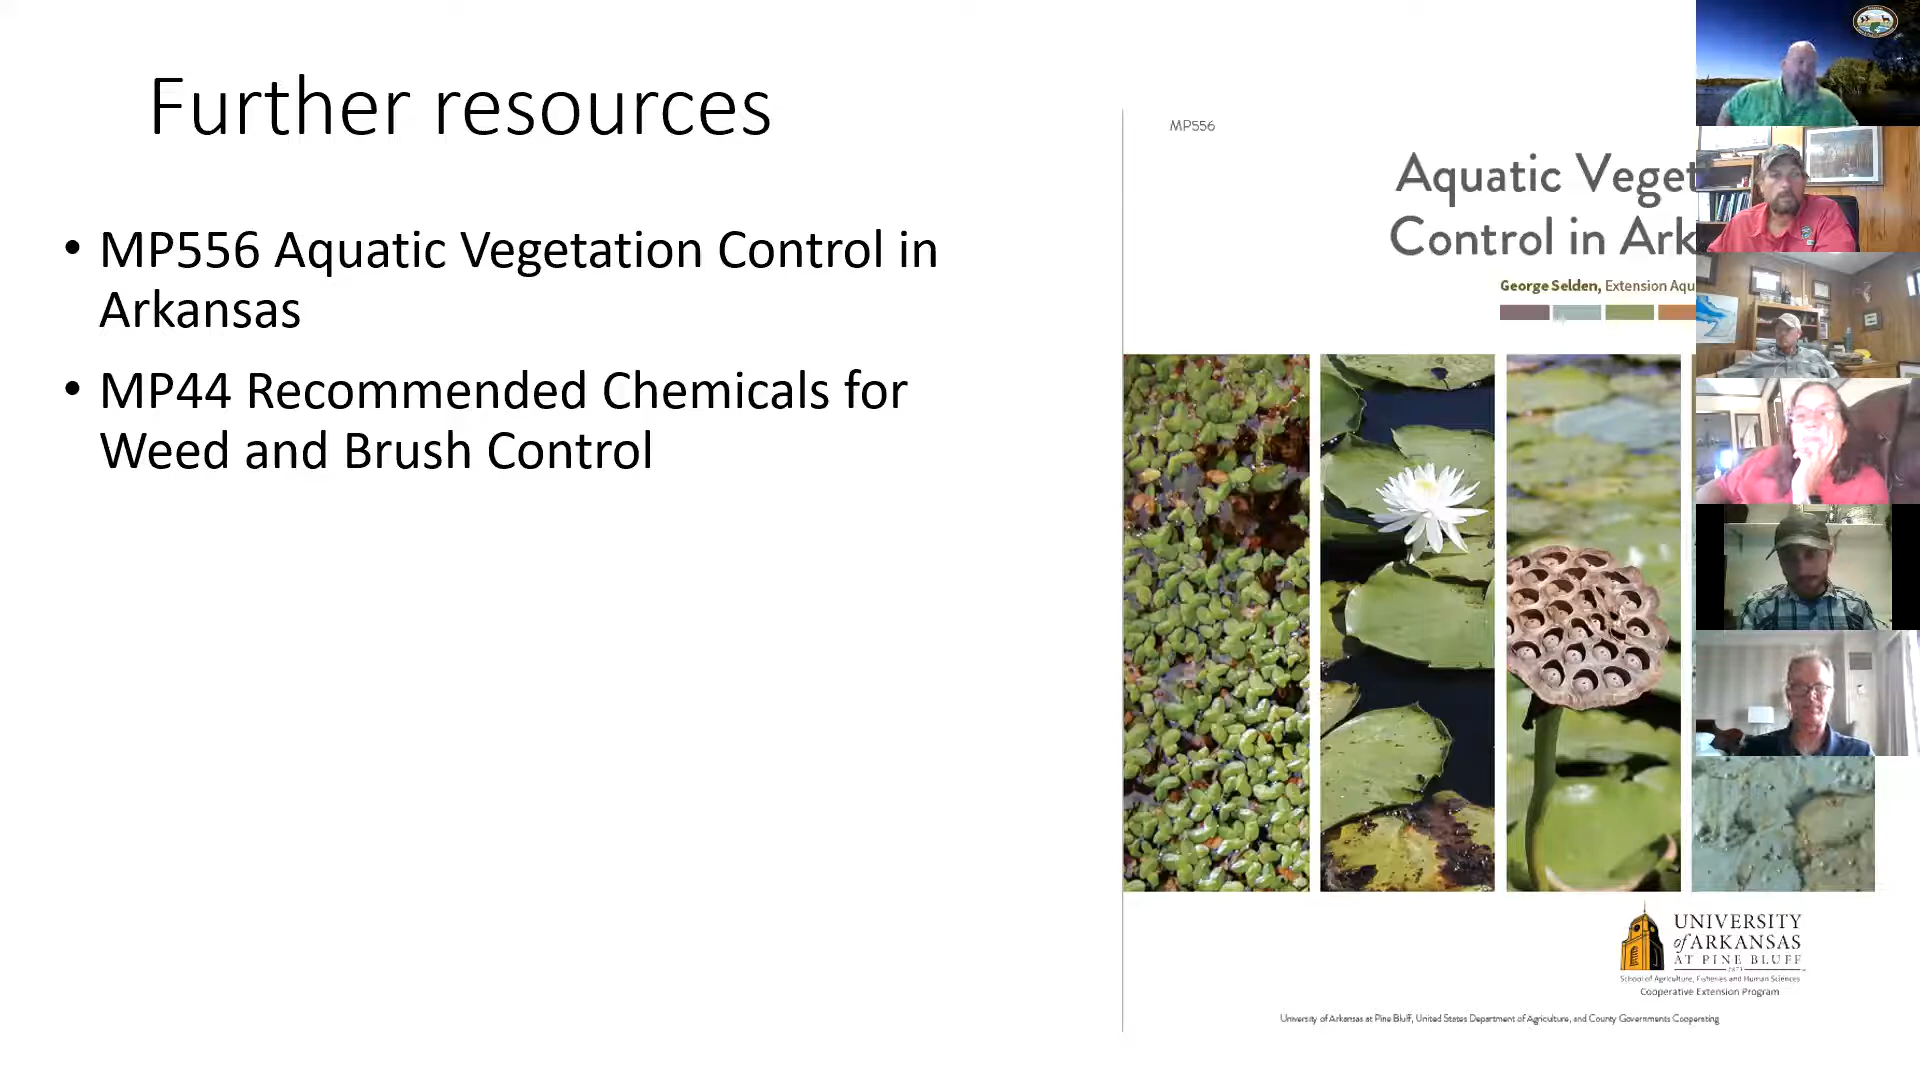 Further resources
• MP556 Aquatic Vegetation Control in
Arkansas
• MP44 Recommended Chemicals for
Weed and Brush Control
MP556
Aquatic Veget
Control in Ark
George Selden, Extension Aqu
UNIVERSITY
of ARKANSAS
AT PINE BLUFF
1873
School of Agriculture, Fisheries and Human Sciences
Cooperative Extension Program
University of Arkansas at Pine Bluff, United States Department of Agriculture, and County Governments Cooperating